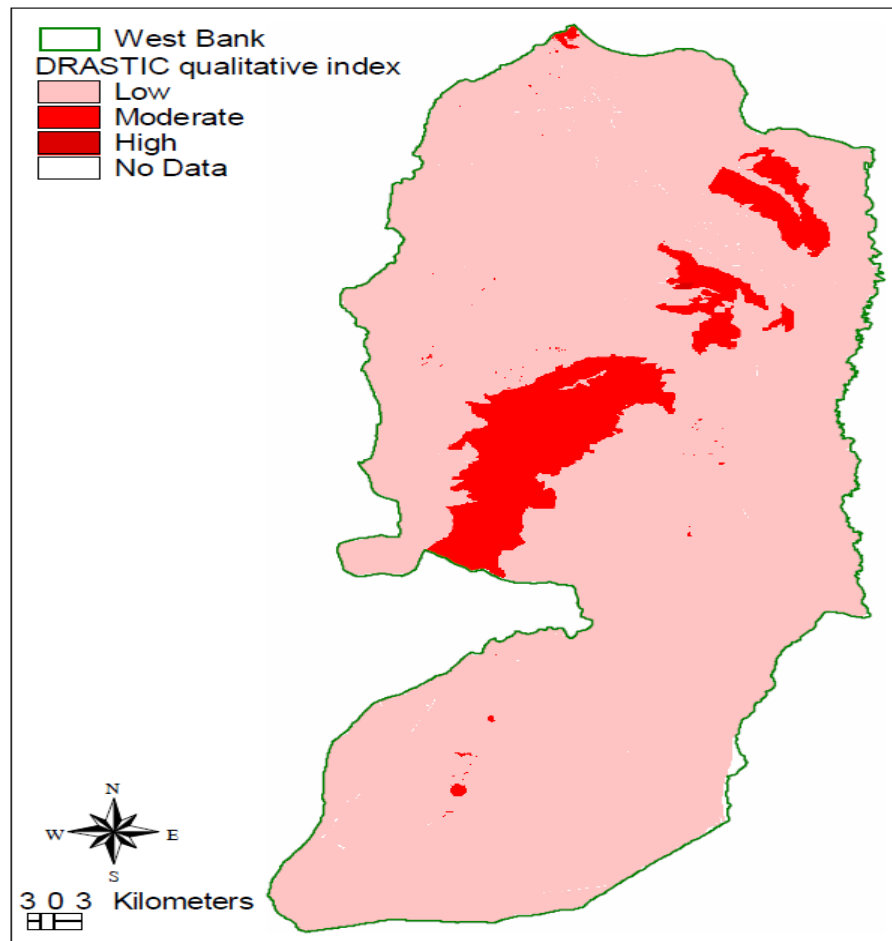 West Bank
DRASTIC qualitative index
Low
Moderate
High
No Data
N
W E
S
3 0 3 Kilometers